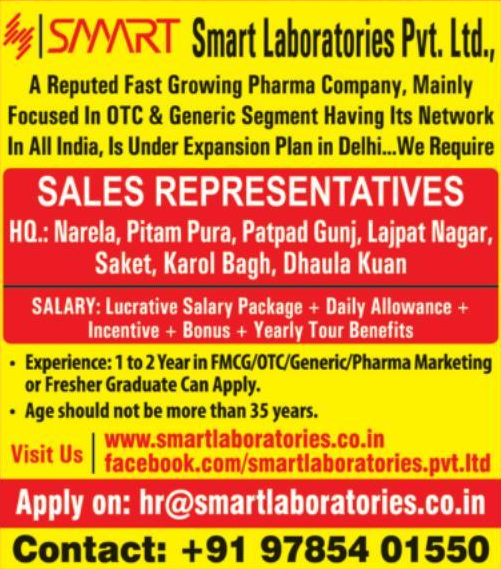 SMART Smart Laboratories Pvt. Ltd.,
A Reputed Fast Growing Pharma Company, Mainly
Focused In OTC & Generic Segment Having Its Network
In All India, Is Under Expansion Plan in Delhi...We Require
SALES REPRESENTATIVES
HQ.: Narela, Pitam Pura, Patpad Gunj, Lajpat Nagar,
Saket, Karol Bagh, Dhaula Kuan
SALARY: Lucrative Salary Package + Daily Allowance +
Incentive + Bonus + Yearly Tour Benefits
• Experience: 1 to 2 Year in FMCG/OTC/Generic/Pharma Marketing
or Fresher Graduate Can Apply.
• Age should not be more than 35 years.
Visit Us
www.smartlaboratories.co.in
facebook.com/smartlaboratories.pvt.ltd
Apply on: hr@smartlaboratories.co.in
Contact: +91 97854 01550